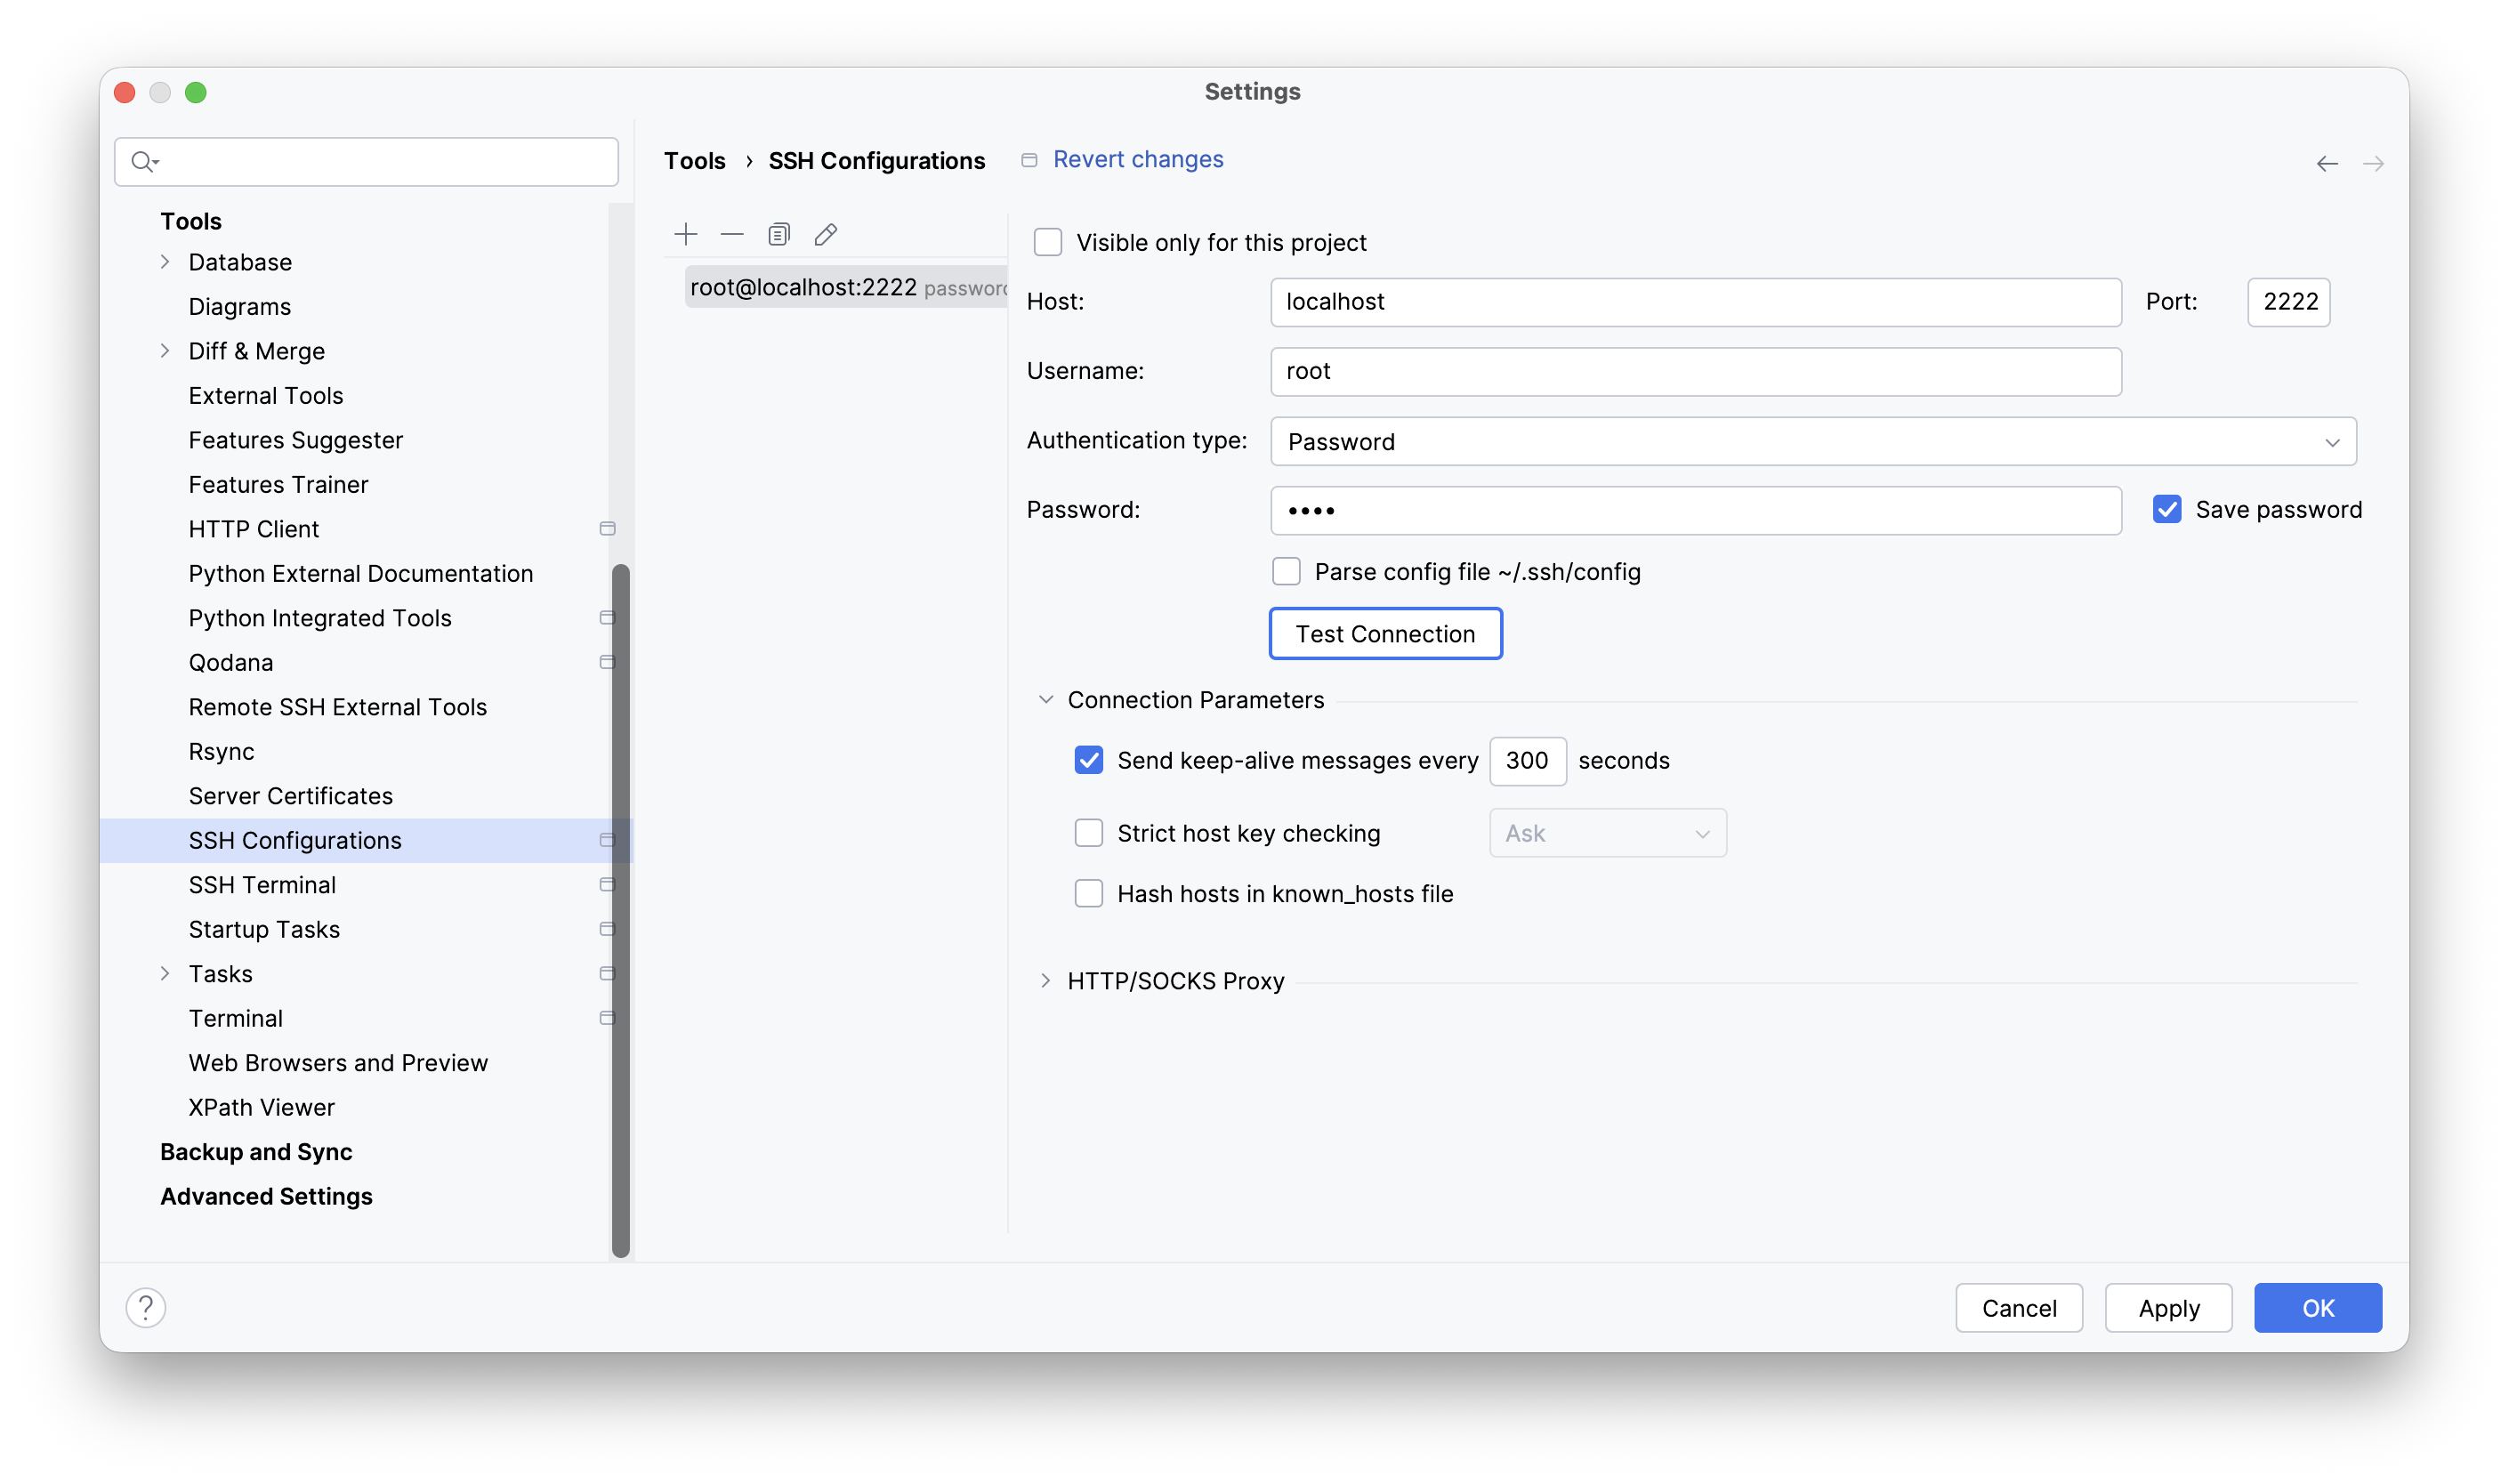 Settings
Tools
Database
Diagrams
Diff & Merge
External Tools
Features Suggester
Features Trainer
HTTP Client
Python External Documentation
Python Integrated Tools
Qodana
Remote SSH External Tools
Rsync
Server Certificates
SSH Configurations
SSH Terminal
Startup Tasks
Tasks
Terminal
Web Browsers and Preview
XPath Viewer
Backup and Sync
Advanced Settings
Tools › SSH Configurations Revert changes
root@localhost:2222 password
Visible only for this project
Host: localhost Port: 2222
Username: root
Authentication type: Password
Password: •••• Save password
Parse config file ~/.ssh/config
Test Connection
Connection Parameters
Send keep-alive messages every 300 seconds
Strict host key checking Ask
Hash hosts in known_hosts file
HTTP/SOCKS Proxy
? Cancel Apply OK